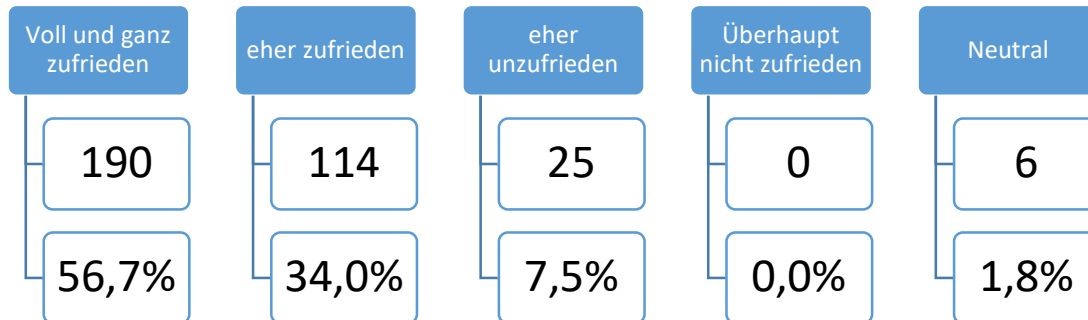 Voll und ganz
zufrieden
190
56,7%
eher zufrieden
114
34,0%
eher
unzufrieden
25
7,5%
Überhaupt
nicht zufrieden
0
0,0%
Neutral
6
1,8%